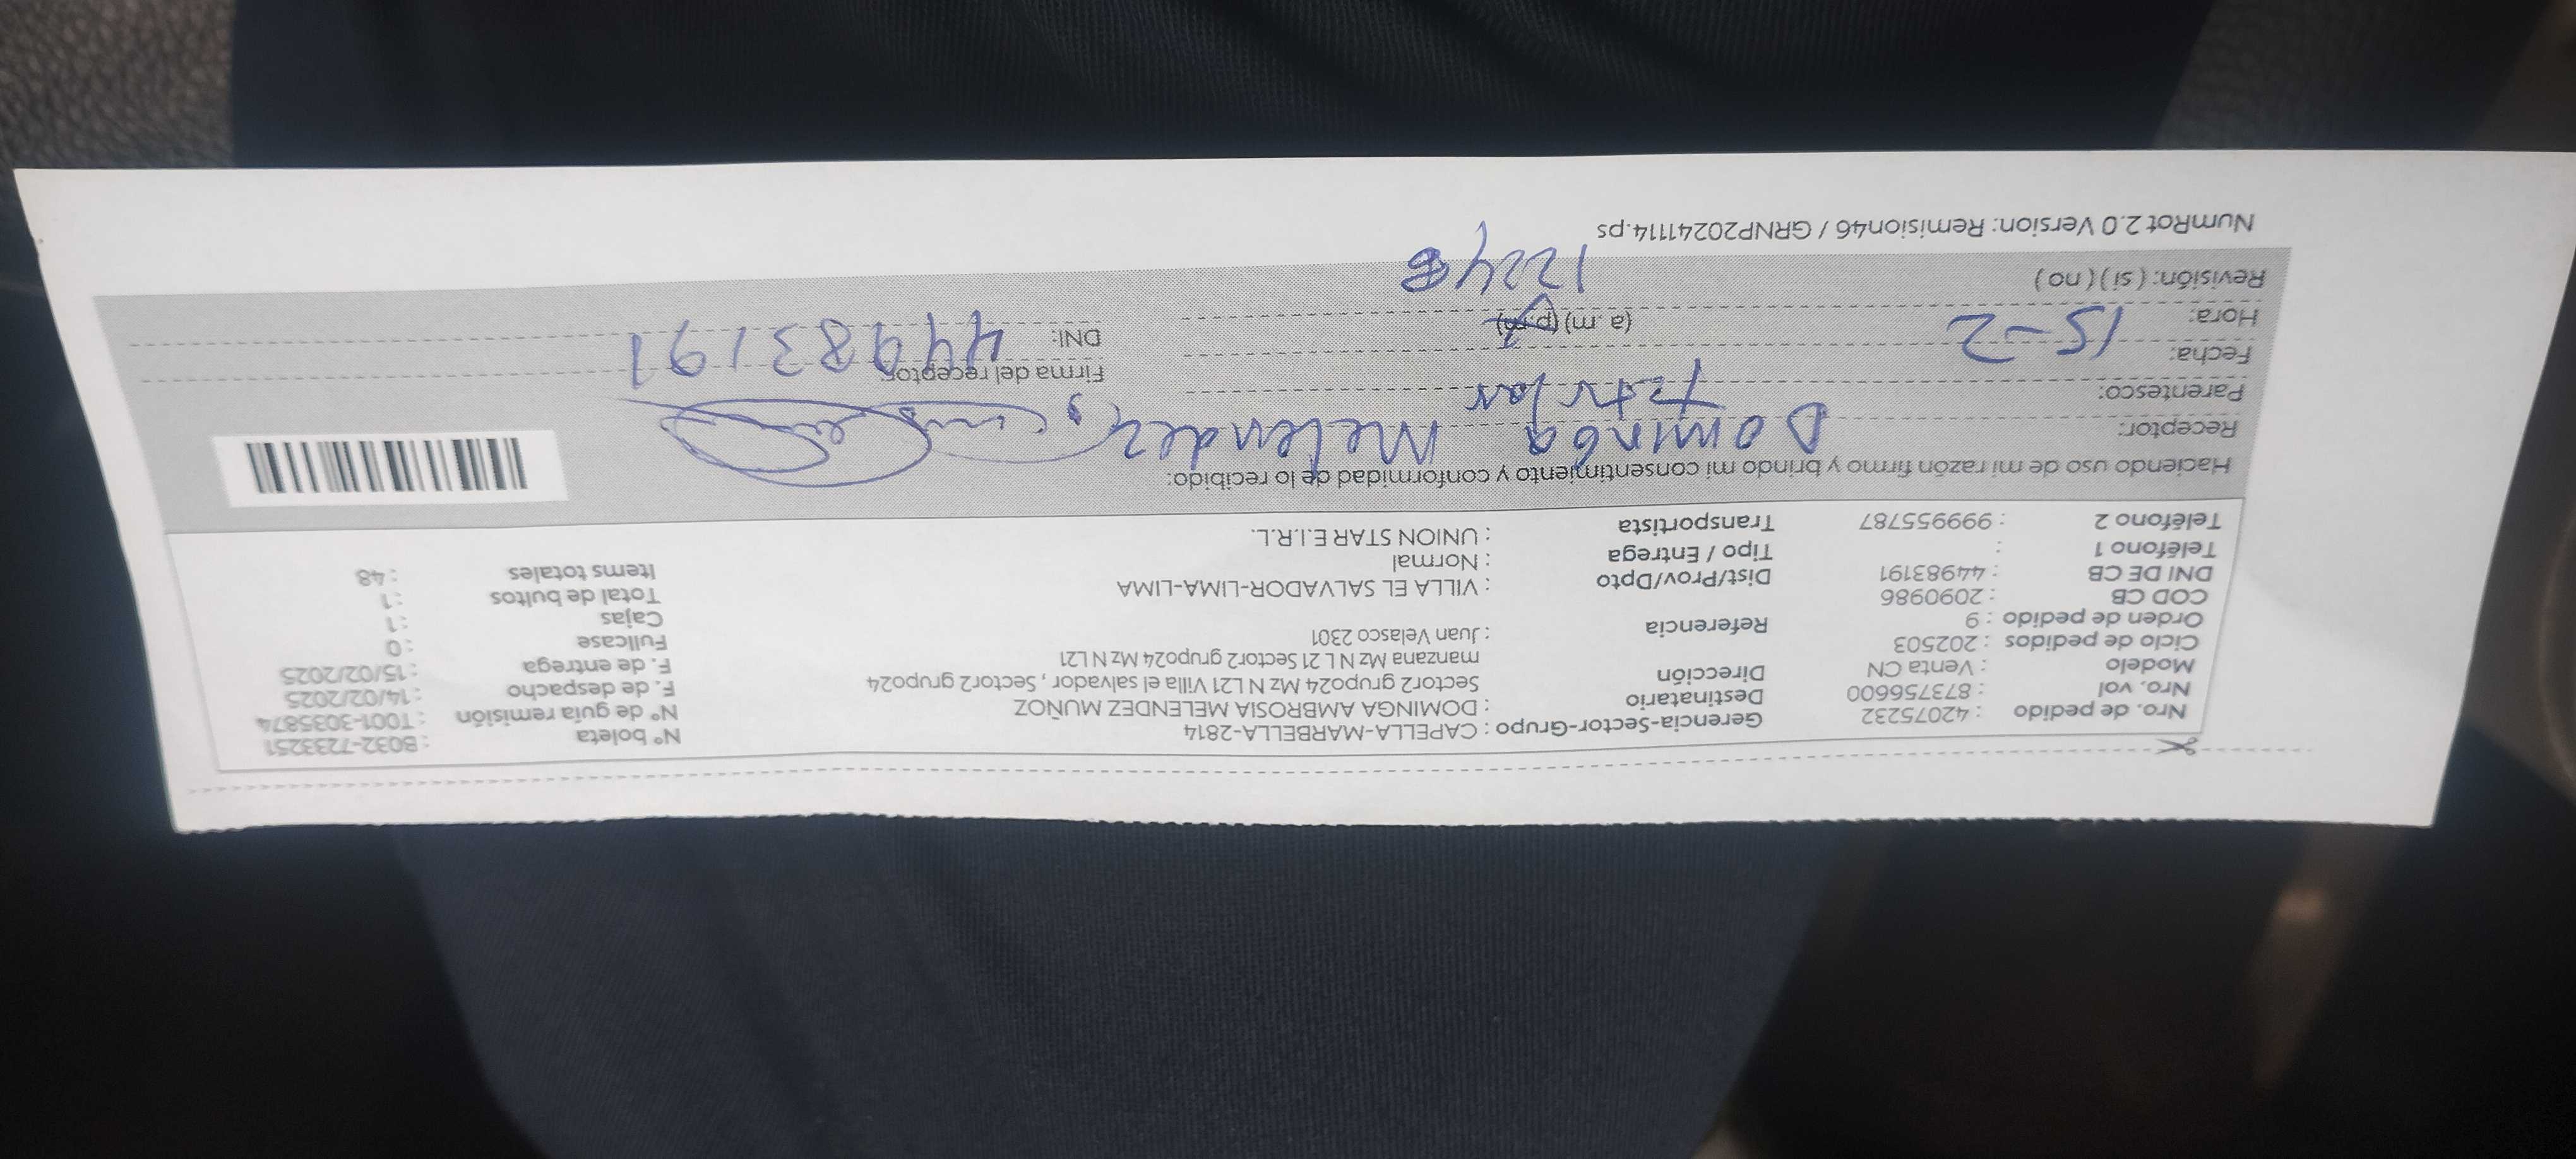 Nro. de pedido : 42075232 Gerencia-Sector-Grupo : CAPELLA-MARBELLA-2814 N° boleta : B032-7233251
Nro. vol : 873756600 Destinatario : DOMINGA AMBROSIA MELENDEZ MUÑOZ N° de guía remisión : T001-3035874
Modelo : Venta CN Dirección Sector2 grupo24 Mz N L21 Villa el salvador , Sector2 grupo24 F. de despacho : 14/02/2025
Ciclo de pedidos : 202503 manzana Mz N L 21 Sector2 grupo24 Mz N L21 F. de entrega : 15/02/2025
Orden de pedido : 9 Referencia : Juan Velasco 2301 Fullcase : 0
COD CB : 2090986 Cajas : 1
DNI DE CB : 44983191 Dist/Prov/Dpto : VILLA EL SALVADOR-LIMA-LIMA Total de bultos : 1
Teléfono 1 : Tipo / Entrega : Normal Items totales : 48
Teléfono 2 : 999955787 Transportista : UNION STAR E.I.R.L.
Haciendo uso de mi razón firmo y brindo mi consentimiento y conformidad de lo recibido:
Receptor: Dominga Melendez
Parentesco:
Firma del receptor:
Fecha: 15-2
DNI: 44983191
Hora: (a.m) (p.m)
Revisión: ( si ) ( no )
NumRot 2.0 Version: Remision46 / GRNP20241114.ps